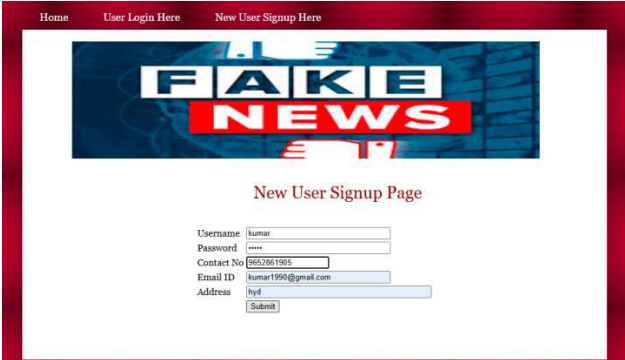 Home User Login Here New User Signup Here
FAKE
NEWS
New User Signup Page
Username kumar
Password •••••
Contact No 9652861905
Email ID kumar1990@gmail.com
Address hyd
Submit